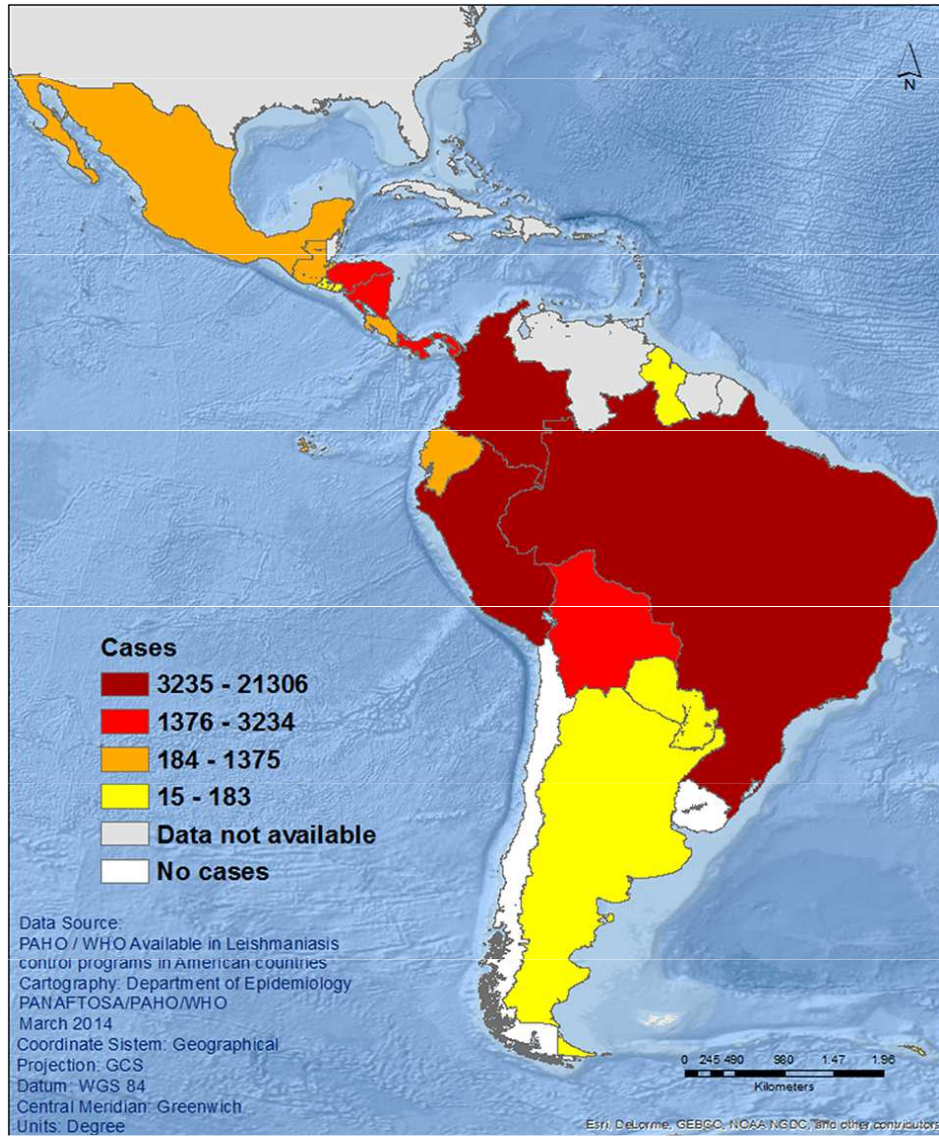 N
Cases
3235 - 21306
1376 - 3234
184 - 1375
15 - 183
Data not available
No cases
Data Source:
PAHO / WHO Available in Leishmaniasis
control programs in American countries
Cartography: Department of Epidemiology
PANAFTOSA/PAHO/WHO
March 2014
Coordinate Sistem: Geographical
Projection: GCS
Datum: WGS 84
Central Meridian: Greenwich
Units: Degree
0 245 490 980 1.47 1.96
Kilometers
Esri, DeLorme, GEBCO, NOAA NGDC, and other contributors